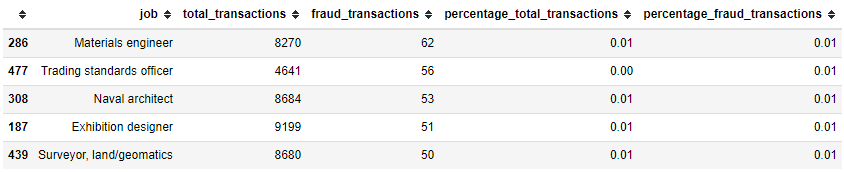 job total_transactions fraud_transactions percentage_total_transactions percentage_fraud_transactions
286 Materials engineer 8270 62 0.01 0.01
477 Trading standards officer 4641 56 0.00 0.01
308 Naval architect 8684 53 0.01 0.01
187 Exhibition designer 9199 51 0.01 0.01
439 Surveyor, land/geomatics 8680 50 0.01 0.01